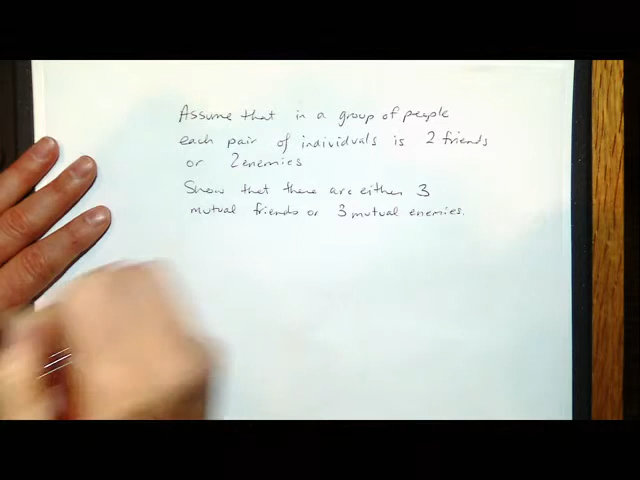 Assume that in a group of people
each pair of individuals is 2 friends
or 2 enemies
Show that there are either 3
mutual friends or 3 mutual enemies.